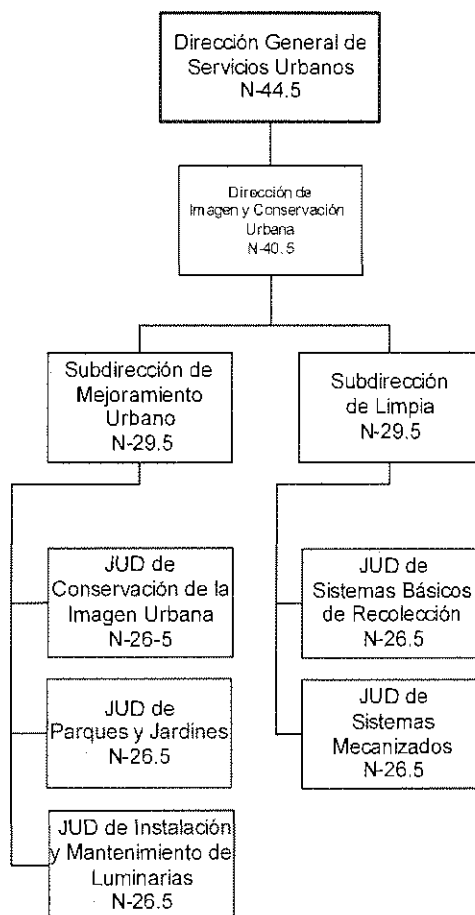 Dirección General de
Servicios Urbanos
N-44.5
Dirección de
Imagen y Conservación
Urbana
N-40.5
Subdirección de
Mejoramiento
Urbano
N-29.5
Subdirección
de Limpia
N-29.5
JUD de
Conservación de la
Imagen Urbana
N-26-5
JUD de
Parques y Jardines
N-26.5
JUD de Instalación
y Mantenimiento de
Luminarias
N-26.5
JUD de
Sistemas Básicos
de Recolección
N-26.5
JUD de
Sistemas
Mecanizados
N-26.5